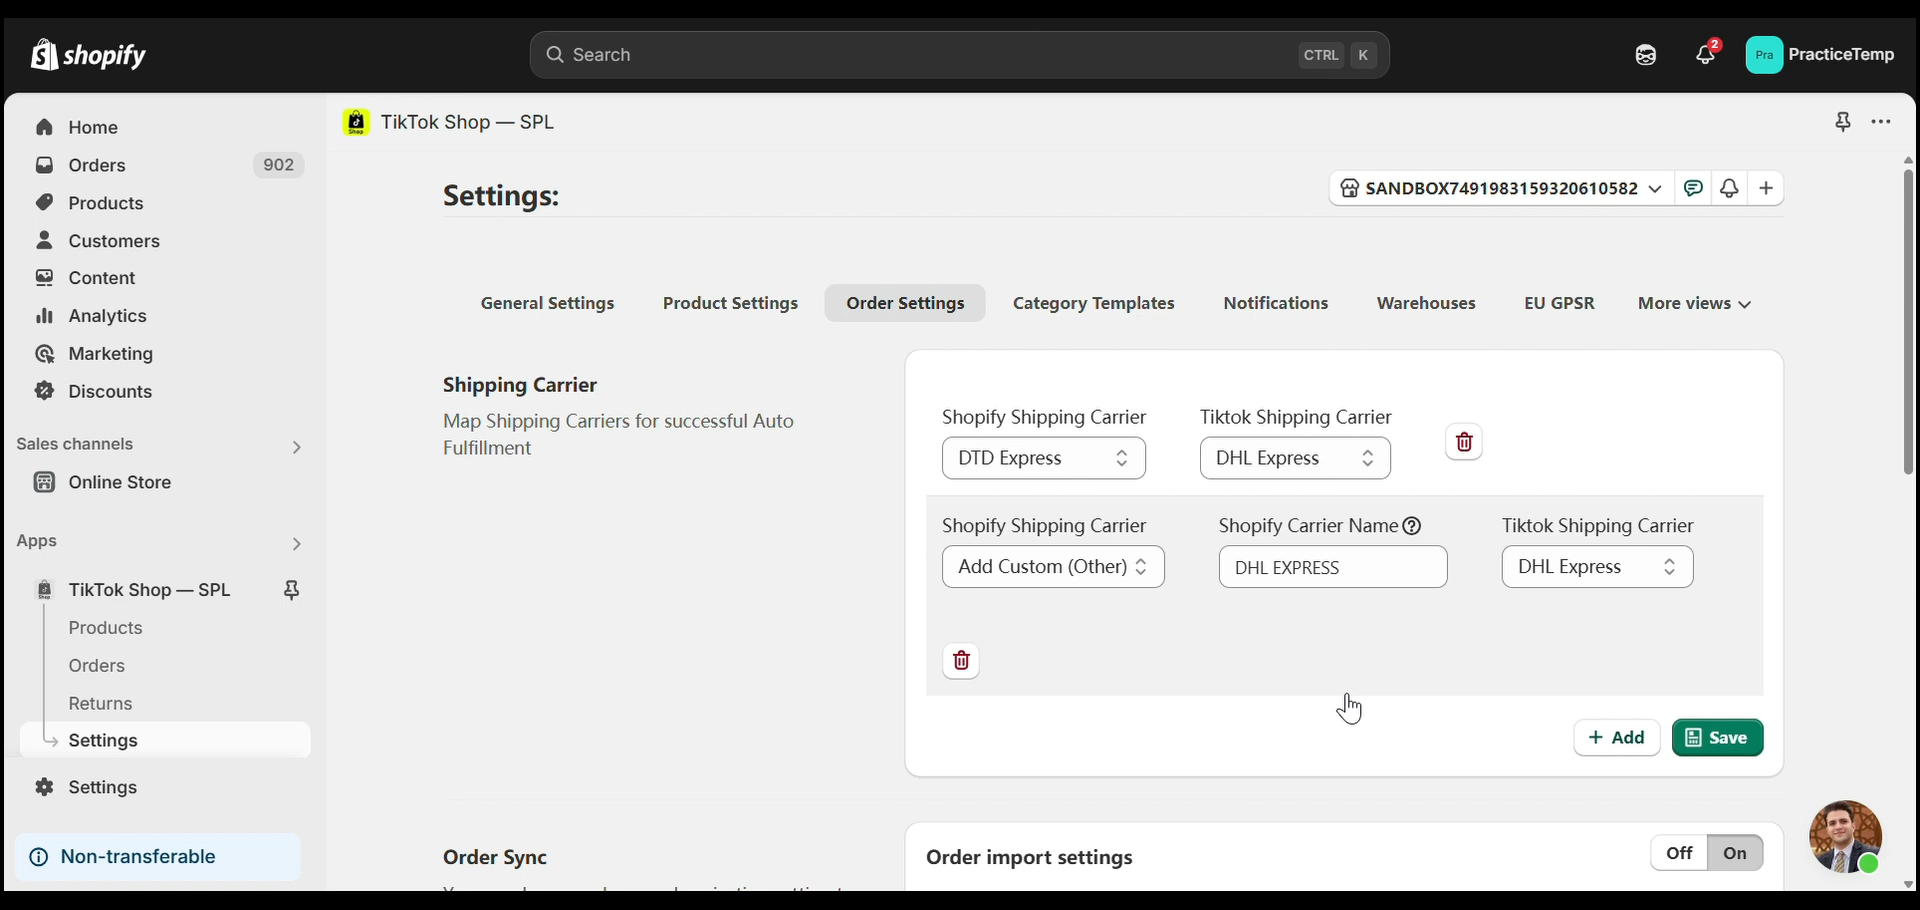 shopify
Search
CTRL K
2
Pra
PracticeTemp
Home
Orders 902
Products
Customers
Content
Analytics
Marketing
Discounts
Sales channels
Online Store
Apps
TikTok Shop — SPL
Products
Orders
Returns
Settings
Settings
Non-transferable
TikTok Shop — SPL
Settings:
SANDBOX7491983159320610582
General Settings Product Settings Order Settings Category Templates Notifications Warehouses EU GPSR More views
Shipping Carrier
Map Shipping Carriers for successful Auto
Fulfillment
Shopify Shipping Carrier Tiktok Shipping Carrier
DTD Express DHL Express
Shopify Shipping Carrier Shopify Carrier Name Tiktok Shipping Carrier
Add Custom (Other) DHL EXPRESS DHL Express
+ Add Save
Order Sync
Order import settings
Off On